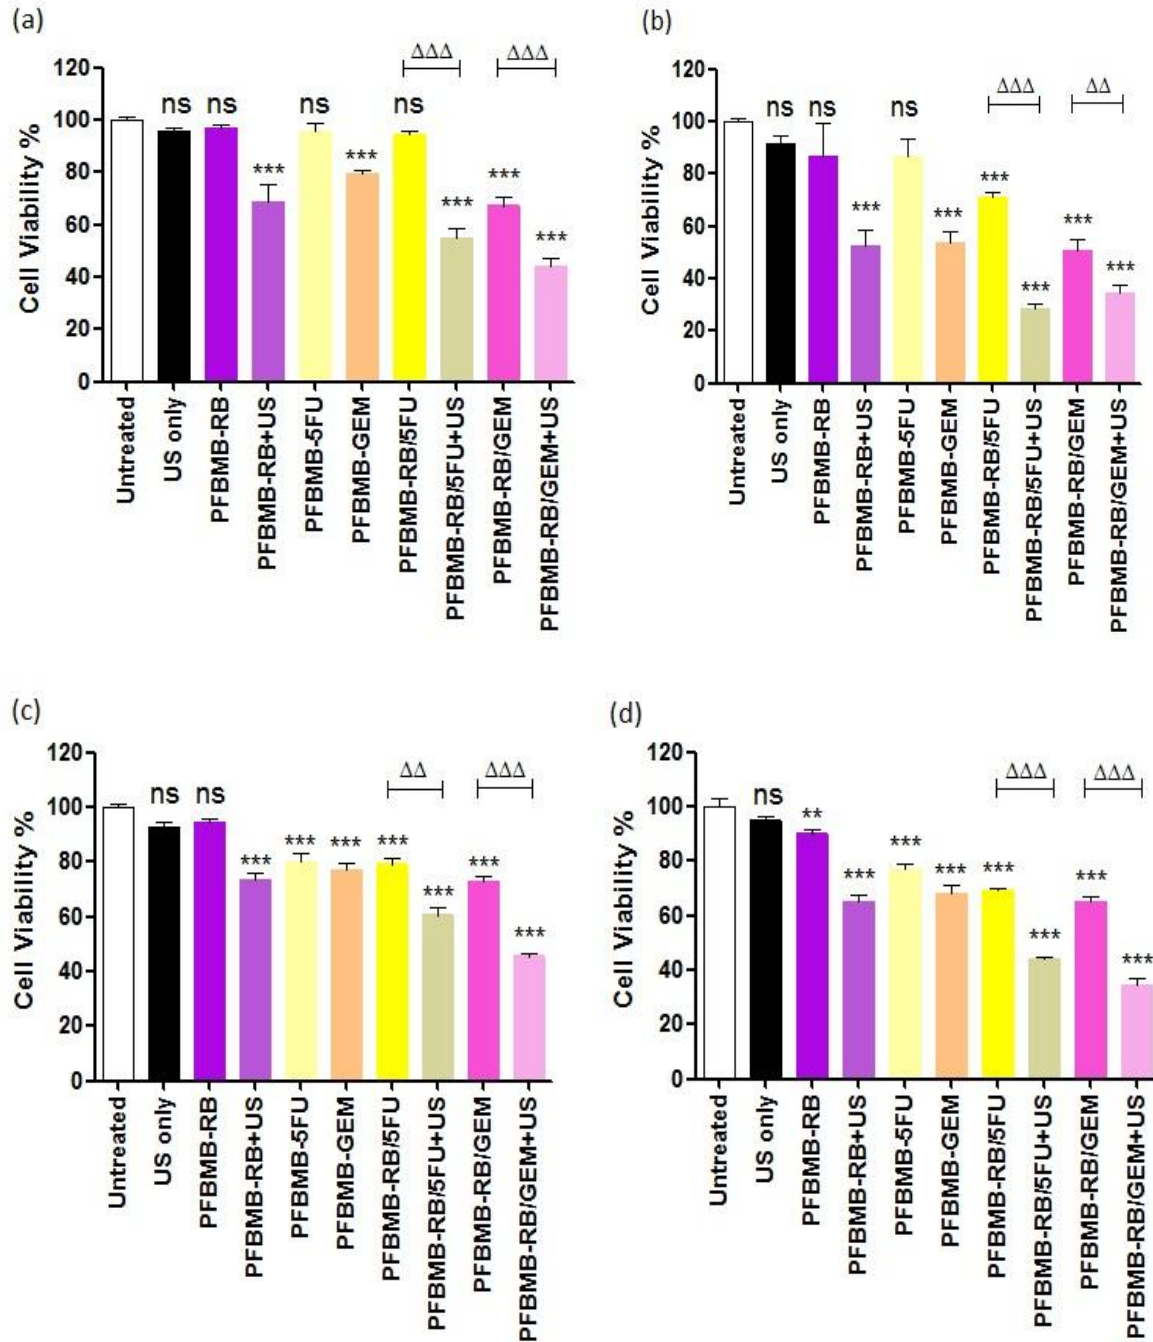 (a)
ΔΔΔ ΔΔΔ
120
100
80
60
40
20
0
Cell Viability %
ns ns *** ns *** ns *** *** ***
Untreated
US only
PFBMB-RB
PFBMB-RB+US
PFBMB-5FU
PFBMB-GEM
PFBMB-RB/5FU
PFBMB-RB/5FU+US
PFBMB-RB/GEM
PFBMB-RB/GEM+US
(b)
ΔΔΔ ΔΔ
120
100
80
60
40
20
0
Cell Viability %
ns ns *** ns *** *** *** *** ***
Untreated
US only
PFBMB-RB
PFBMB-RB+US
PFBMB-5FU
PFBMB-GEM
PFBMB-RB/5FU
PFBMB-RB/5FU+US
PFBMB-RB/GEM
PFBMB-RB/GEM+US
(c)
ΔΔ ΔΔΔ
120
100
80
60
40
20
0
Cell Viability %
ns ns *** *** *** *** *** *** ***
Untreated
US only
PFBMB-RB
PFBMB-RB+US
PFBMB-5FU
PFBMB-GEM
PFBMB-RB/5FU
PFBMB-RB/5FU+US
PFBMB-RB/GEM
PFBMB-RB/GEM+US
(d)
ΔΔΔ ΔΔΔ
120
100
80
60
40
20
0
Cell Viability %
ns ** *** *** *** *** *** *** ***
Untreated
US only
PFBMB-RB
PFBMB-RB+US
PFBMB-5FU
PFBMB-GEM
PFBMB-RB/5FU
PFBMB-RB/5FU+US
PFBMB-RB/GEM
PFBMB-RB/GEM+US